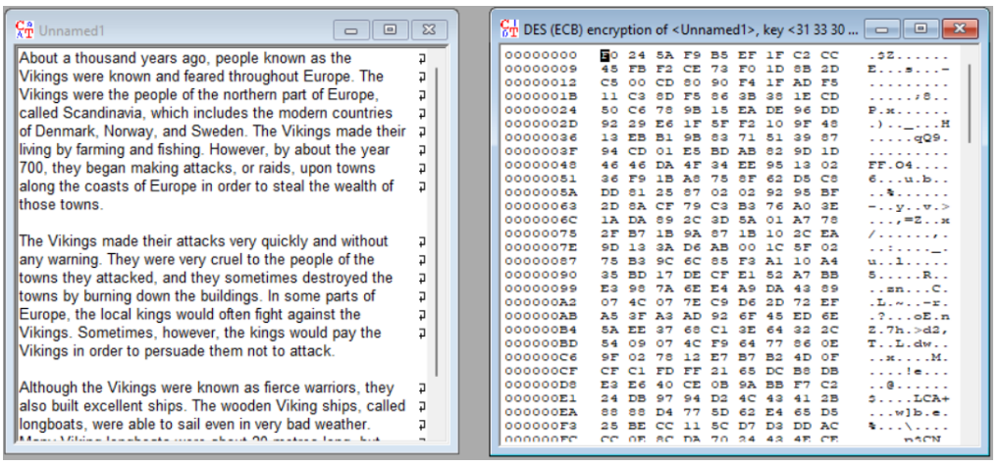 Unnamed1
About a thousand years ago, people known as the
Vikings were known and feared throughout Europe. The
Vikings were the people of the northern part of Europe,
called Scandinavia, which includes the modern countries
of Denmark, Norway, and Sweden. The Vikings made their
living by farming and fishing. However, by about the year
700, they began making attacks, or raids, upon towns
along the coasts of Europe in order to steal the wealth of
those towns.
The Vikings made their attacks very quickly and without
any warning. They were very cruel to the people of the
towns they attacked, and they sometimes destroyed the
towns by burning down the buildings. In some parts of
Europe, the local kings would often fight against the
Vikings. Sometimes, however, the kings would pay the
Vikings in order to persuade them not to attack.
Although the Vikings were known as fierce warriors, they
also built excellent ships. The wooden Viking ships, called
longboats, were able to sail even in very bad weather.
Many Viking longboats were about 20 metres long, but
DES (ECB) encryption of <Unnamed1>, key <31 33 30 ...
00000000 24 5A F9 B5 EF 1F C2 CC $Z......
00000009 45 FB F2 CE 73 F0 1D 8B 2D E...s...-
00000012 C5 00 CD 80 90 F4 1F AD F5 .........
0000001B 11 C3 8D F5 86 3B 38 1E CD .....;8..
00000024 50 C6 78 9B 15 EA DE 96 DD P.x......
0000002D 92 29 E6 1F 5F F2 10 9F 48 .).._...H
00000036 13 EB B1 9B 83 71 51 39 87 .....qQ9.
0000003F 94 CD 01 E5 BD AB 82 9D 1D .........
00000048 46 46 DA 4F 34 EE 95 13 02 FF.O4....
00000051 36 F9 1B A8 75 8F 62 D5 C8 6...u.b..
0000005A DD 81 25 87 02 02 92 95 BF ..%......
00000063 2D 8A CF 79 C3 B3 76 A0 3E -..y..v.>
0000006C 1A DA 89 2C 3D 5A 01 A7 78 ...,=Z..x
00000075 2F B7 1B 9A 87 1B 10 2C EA /......,.
0000007E 9D 13 3A D6 AB 00 1C 5F 02 ..:...._.
00000087 75 B3 9C 6C 85 F3 A1 10 A4 u..l.....
00000090 35 BD 17 DE CF E1 52 A7 BB 5.....R..
00000099 E3 98 7A 6E E4 A9 DA 43 89 ..zn...C.
000000A2 07 4C 07 7E C9 D6 2D 72 EF .L.~..-r.
000000AB A5 3F A3 AD 92 6F 45 ED 6E .?...oE.n
000000B4 5A EE 37 68 C1 3E 64 32 2C Z.7h.>d2,
000000BD 54 09 07 4C F9 64 77 86 0E T..L.dw..
000000C6 9F 02 78 12 E7 B7 B2 4D 0F ..x....M.
000000CF CF C1 FD FF 21 65 DC B8 DB ....!e...
000000D8 E3 E6 40 CE 0B 9A BB F7 C2 ..@......
000000E1 24 DB 97 94 D2 4C 43 41 2B $....LCA+
000000EA 88 88 D4 77 5D 62 E4 65 D5 ...w]b.e.
000000F3 25 BE CC 11 5C D7 D3 DD AC %...\....
000000FC CC 0E 8C DA 70 24 43 4E CE ....p$CN.